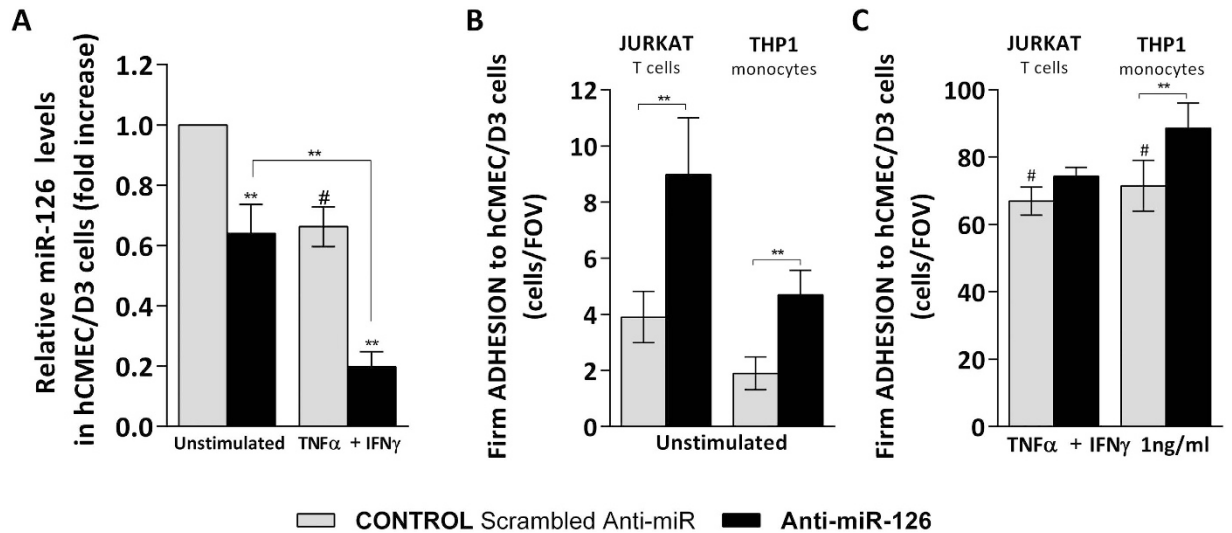 A
Relative miR-126 levels
in hCMEC/D3 cells (fold increase)
1.2
1.0
0.8
0.6
0.4
0.2
0.0
**
**
#
**
Unstimulated
TNFα + IFNγ
B
JURKAT
T cells
THP1
monocytes
Firm ADHESION to hCMEC/D3 cells
(cells/FOV)
12
10
8
6
4
2
0
**
**
Unstimulated
C
JURKAT
T cells
THP1
monocytes
Firm ADHESION to hCMEC/D3 cells
(cells/FOV)
100
80
60
40
20
0
**
#
#
TNFα + IFNγ 1ng/ml
CONTROL Scrambled Anti-miR
Anti-miR-126